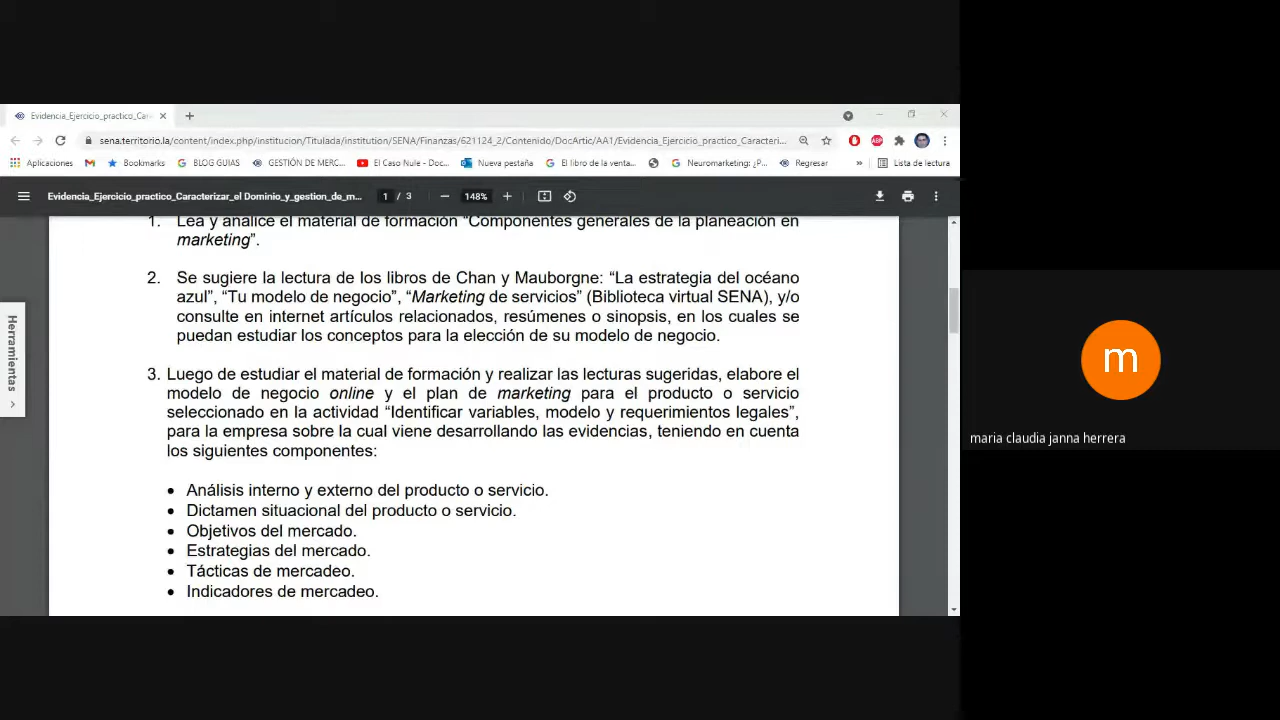 Evidencia_Ejercicio_practico_Car
sena.territorio.la/content/index.php/institucion/Titulada/institution/SENA/Finanzas/621124_2/Contenido/DocArtic/AA1/Evidencia_Ejercicio_practico_Caracteri...
Aplicaciones
Bookmarks
BLOG GUIAS
GESTIÓN DE MERC...
El Caso Nule - Doc...
Nueva pestaña
El libro de la venta...
Neuromarketing: ¿P...
Regresar
»
Lista de lectura
Evidencia_Ejercicio_practico_Caracterizar_el Dominio_y_gestion_de_m...
1 / 3
148%
ABP
1. Lea y analice el material de formación “Componentes generales de la planeación en
marketing”.
2. Se sugiere la lectura de los libros de Chan y Mauborgne: “La estrategia del océano
azul”, “Tu modelo de negocio”, “Marketing de servicios” (Biblioteca virtual SENA), y/o
consulte en internet artículos relacionados, resúmenes o sinopsis, en los cuales se
puedan estudiar los conceptos para la elección de su modelo de negocio.
3. Luego de estudiar el material de formación y realizar las lecturas sugeridas, elabore el
modelo de negocio online y el plan de marketing para el producto o servicio
seleccionado en la actividad “Identificar variables, modelo y requerimientos legales”,
para la empresa sobre la cual viene desarrollando las evidencias, teniendo en cuenta
los siguientes componentes:
• Análisis interno y externo del producto o servicio.
• Dictamen situacional del producto o servicio.
• Objetivos del mercado.
• Estrategias del mercado.
• Tácticas de mercadeo.
• Indicadores de mercadeo.
Herramientas
m
maria claudia janna herrera